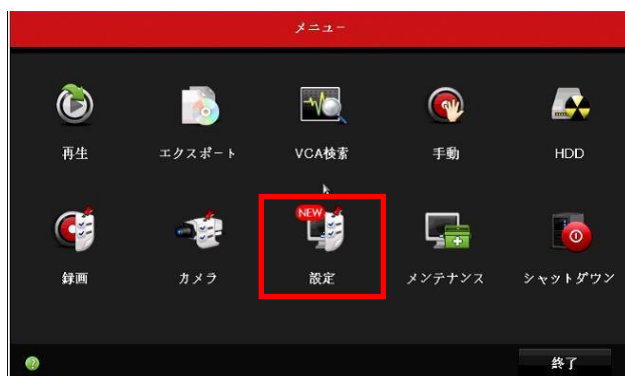 メニュー
再生 エクスポート VCA検索 手動 HDD
NEW
録画 カメラ 設定 メンテナンス シャットダウン
終了